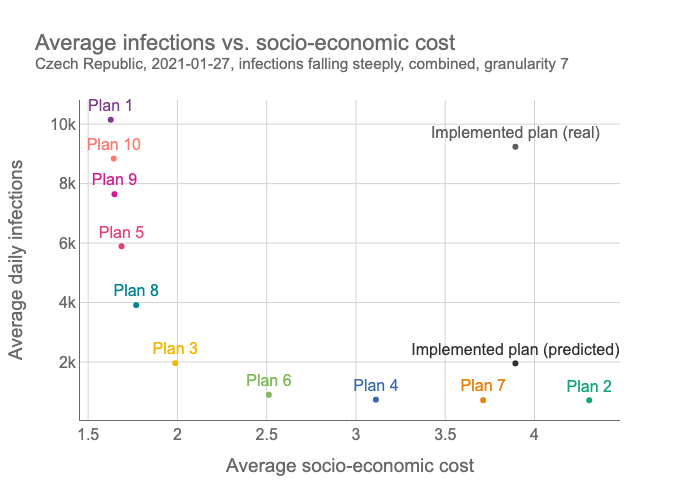 Average infections vs. socio-economic cost
Czech Republic, 2021-01-27, infections falling steeply, combined, granularity 7
Plan 1
10k
Implemented plan (real)
Plan 10
8k
Plan 9
Plan 5
6k
Plan 8
4k
Plan 3
Implemented plan (predicted)
2k
Plan 6
Plan 4
Plan 7
Plan 2
1.5
2
2.5
3
3.5
4
Average socio-economic cost
Average daily infections